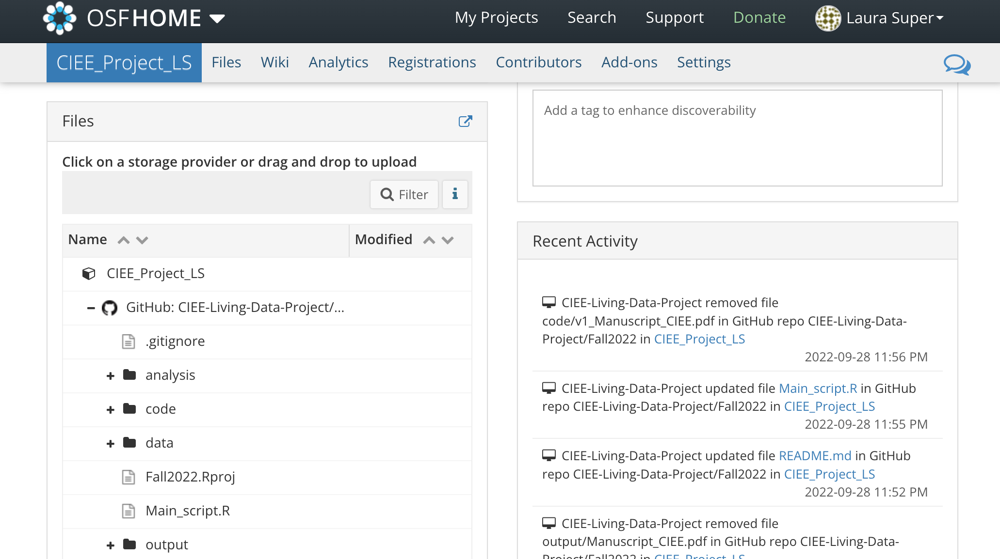 OSFHOME
My Projects
Search
Support
Donate
Laura Super
CIEE_Project_LS
Files
Wiki
Analytics
Registrations
Contributors
Add-ons
Settings
Files
Click on a storage provider or drag and drop to upload
Filter
i
Name
Modified
CIEE_Project_LS
GitHub: CIEE-Living-Data-Project/...
.gitignore
analysis
code
data
Fall2022.Rproj
Main_script.R
output
Add a tag to enhance discoverability
Recent Activity
CIEE-Living-Data-Project removed file
code/v1_Manuscript_CIEE.pdf in GitHub repo CIEE-Living-Data-
Project/Fall2022 in CIEE_Project_LS
2022-09-28 11:56 PM
CIEE-Living-Data-Project updated file Main_script.R in GitHub
repo CIEE-Living-Data-Project/Fall2022 in CIEE_Project_LS
2022-09-28 11:55 PM
CIEE-Living-Data-Project updated file README.md in GitHub
repo CIEE-Living-Data-Project/Fall2022 in CIEE_Project_LS
2022-09-28 11:52 PM
CIEE-Living-Data-Project removed file
output/Manuscript_CIEE.pdf in GitHub repo CIEE-Living-Data-
Project/Fall2022 in CIEE_Project_LS